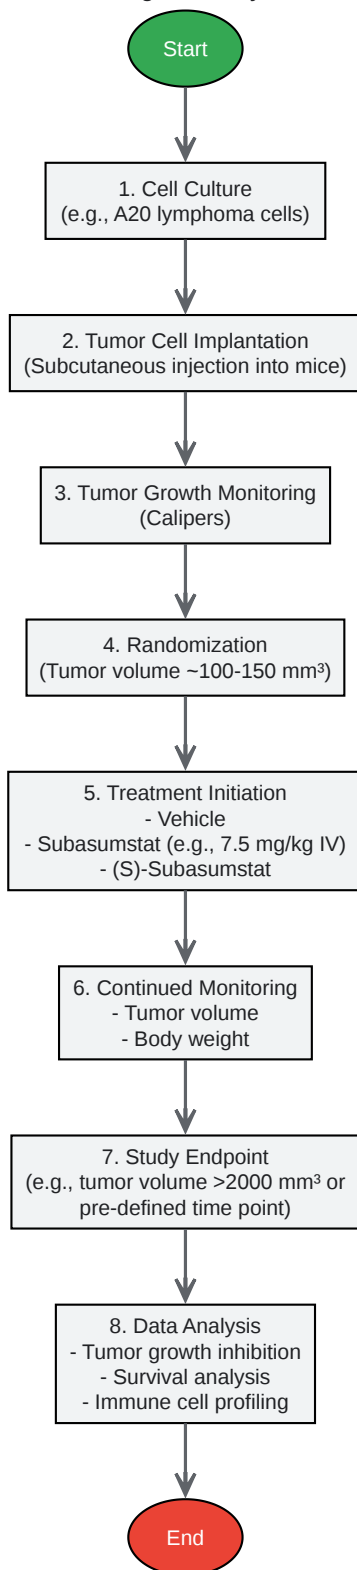 Start
1. Cell Culture
(e.g., A20 lymphoma cells)
2. Tumor Cell Implantation
(Subcutaneous injection into mice)
3. Tumor Growth Monitoring
(Calipers)
4. Randomization
(Tumor volume ~100-150 mm³)
5. Treatment Initiation
- Vehicle
- Subasumstat (e.g., 7.5 mg/kg IV)
- (S)-Subasumstat
6. Continued Monitoring
- Tumor volume
- Body weight
7. Study Endpoint
(e.g., tumor volume >2000 mm³ or
pre-defined time point)
8. Data Analysis
- Tumor growth inhibition
- Survival analysis
- Immune cell profiling
End